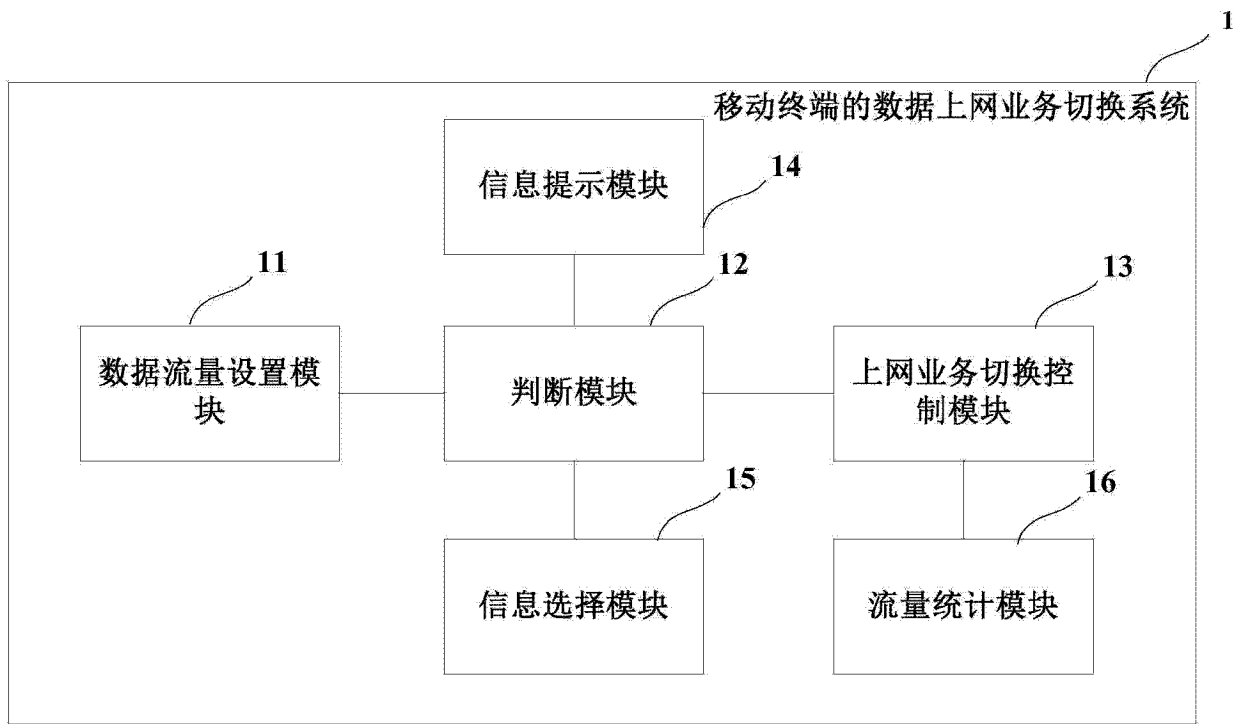 1
移动终端的数据上网业务切换系统
信息提示模块
14
11
12
13
数据流量设置模
块
判断模块
上网业务切换控
制模块
15
16
信息选择模块
流量统计模块